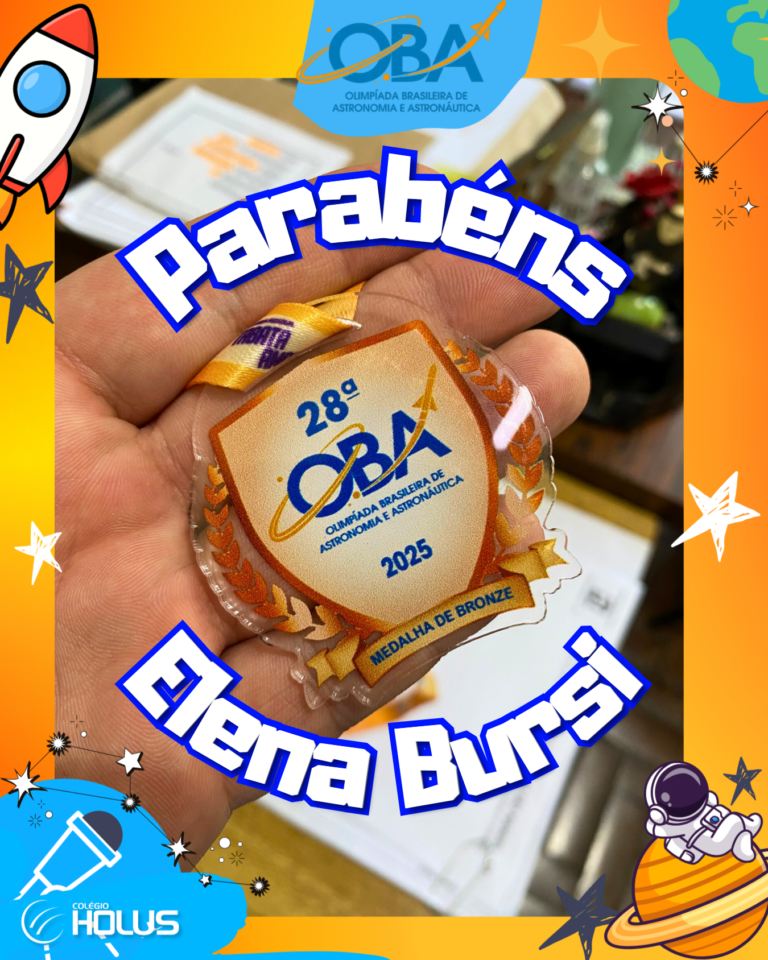 OBA
OLIMPÍADA BRASILEIRA DE
ASTRONOMIA E ASTRONÁUTICA
Parabéns
28ª
OBA
OLIMPÍADA BRASILEIRA DE
ASTRONOMIA E ASTRONÁUTICA
2025
MEDALHA DE BRONZE
Elena Bursi
COLÉGIO
HOLUS